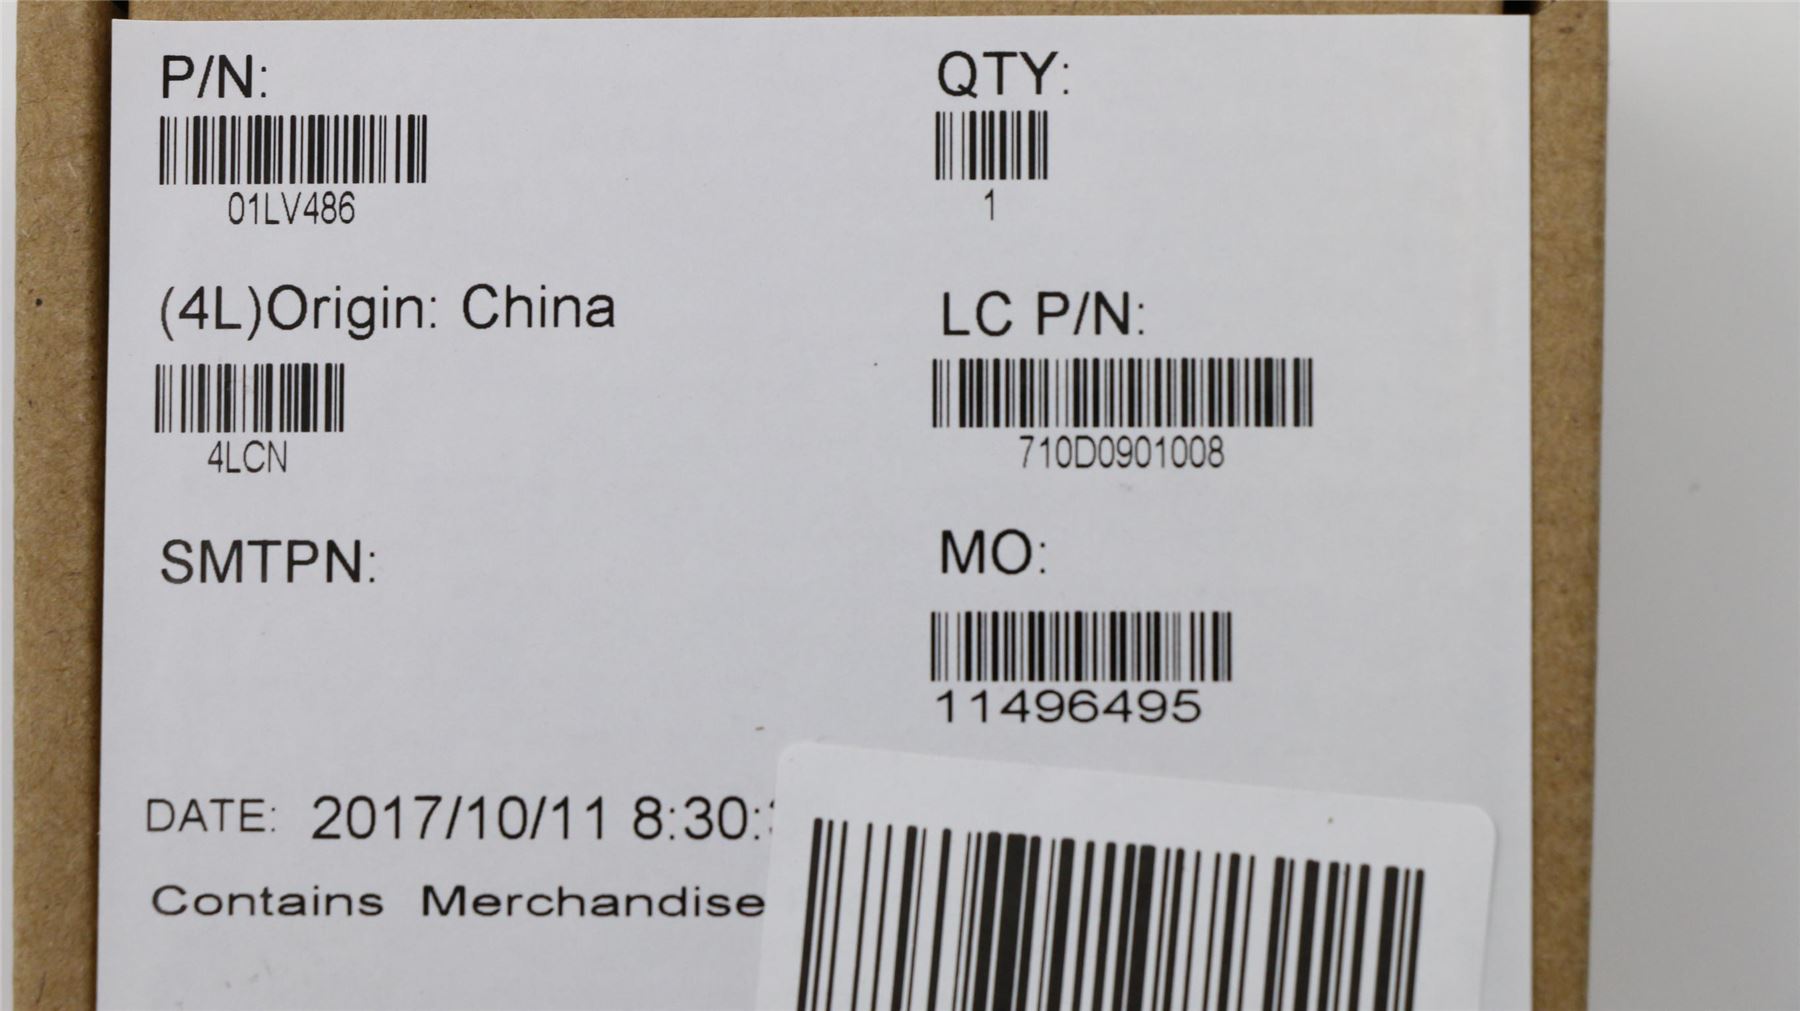 P/N:
01LV486
QTY:
1
(4L)Origin: China
4LCN
LC P/N:
710D0901008
SMTPN:
MO:
11496495
DATE: 2017/10/11 8:30:
Contains Merchandise